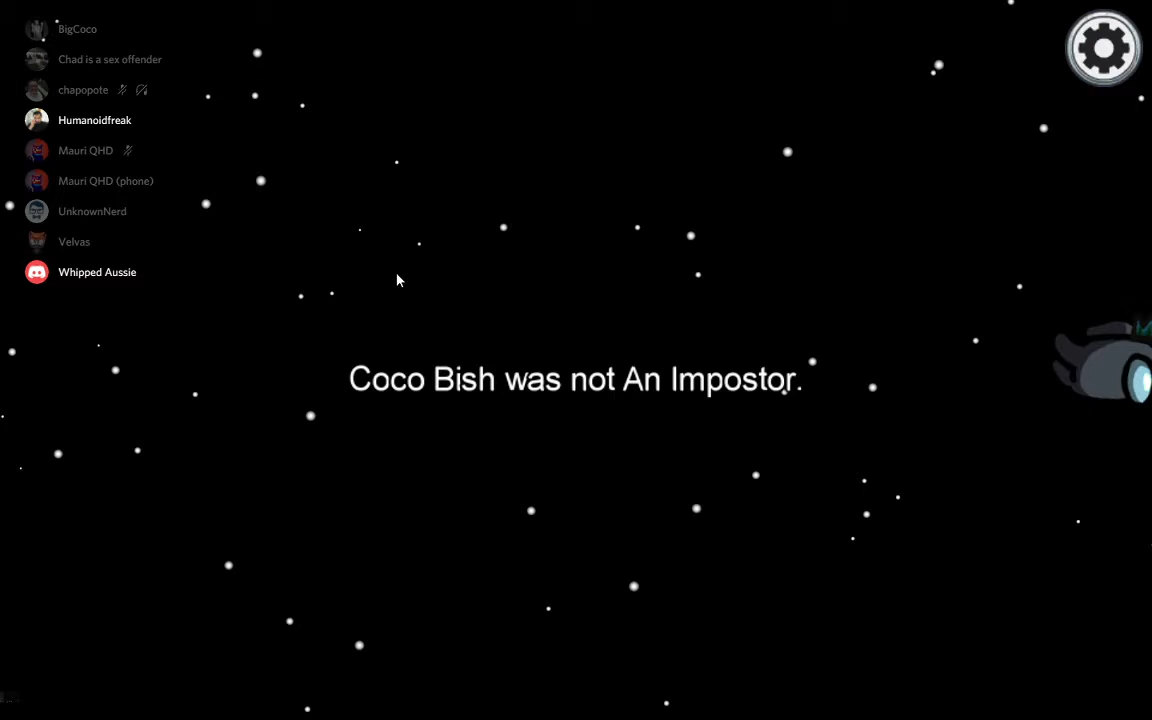 BigCoco
Chad is a sex offender
chapopote
Humanoidfreak
Mauri QHD
Mauri QHD (phone)
UnknownNerd
Velvas
Whipped Aussie
Coco Bish was not An Impostor.